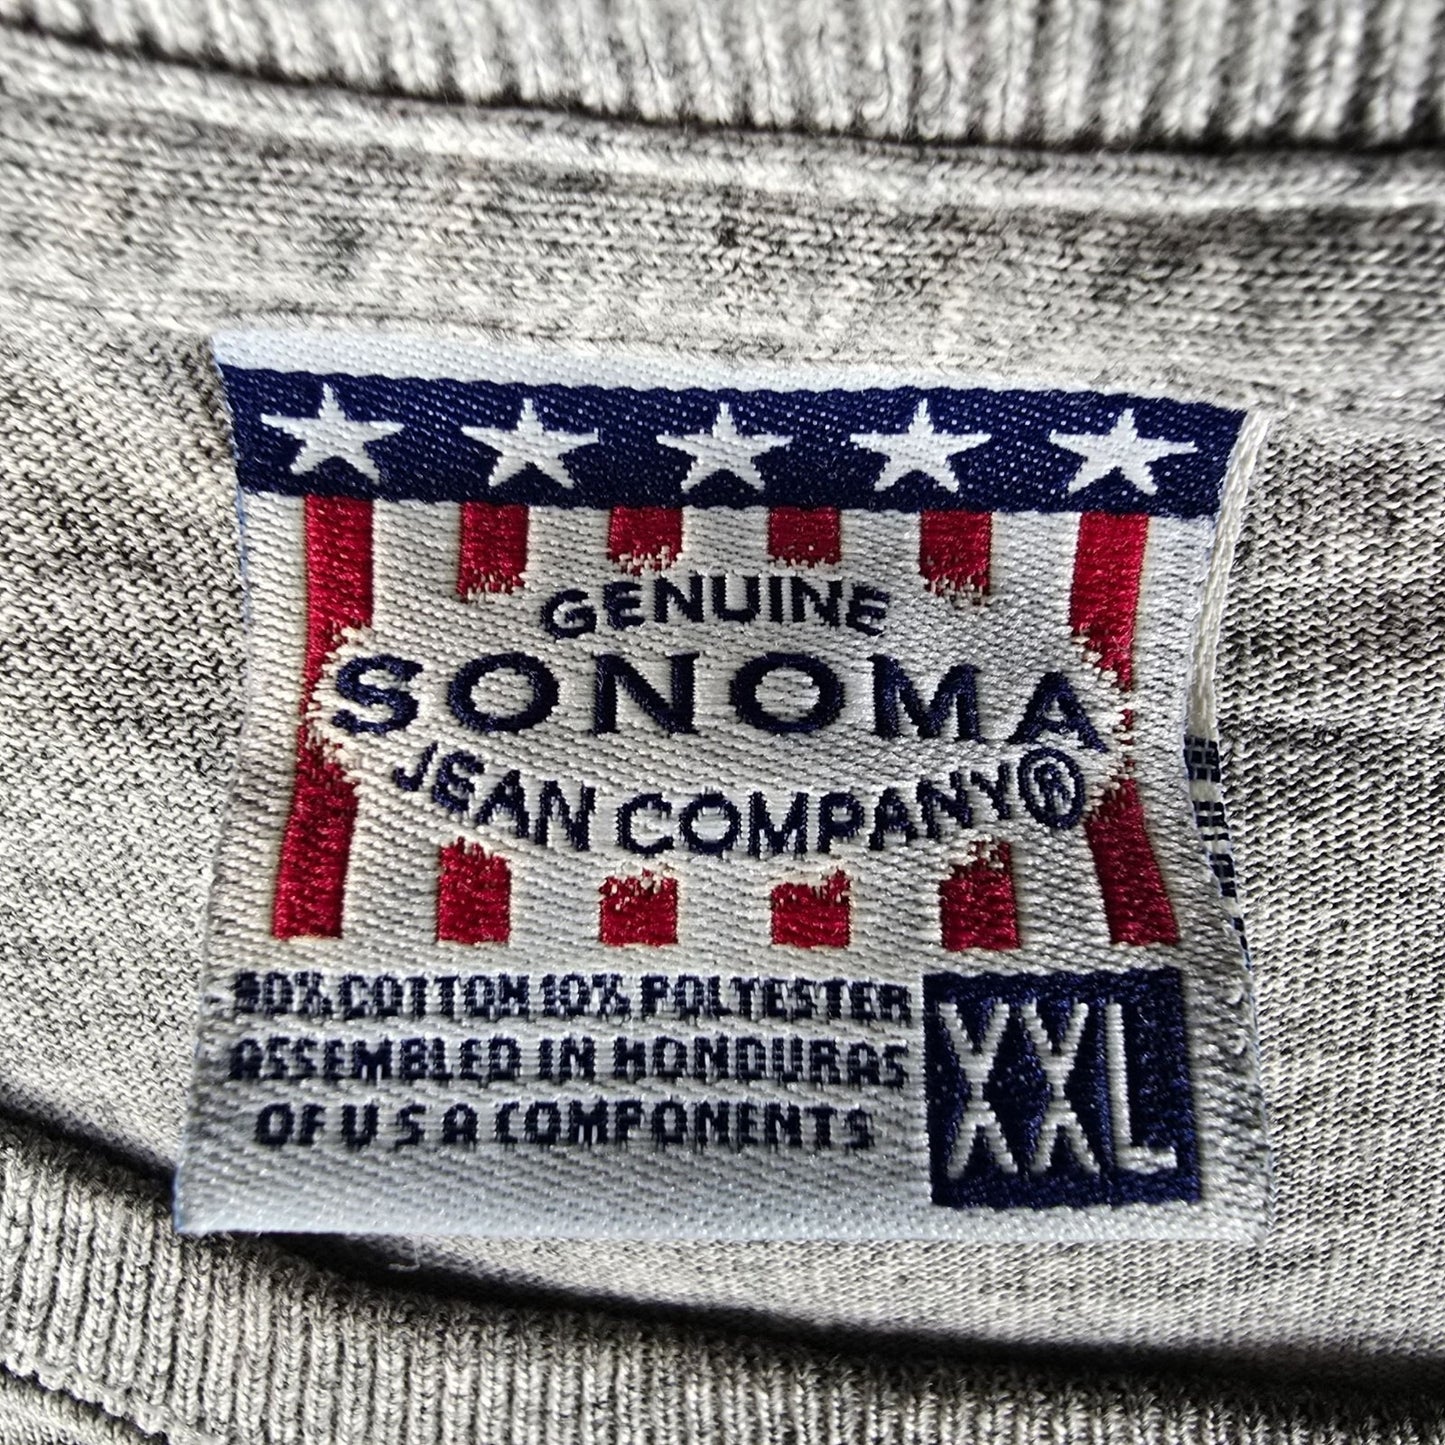 GENUINE
SONOMA
JEAN COMPANY®
90% COTTON 10% POLYESTER
ASSEMBLED IN HONDURAS
OF U S A COMPONENTS
XXL